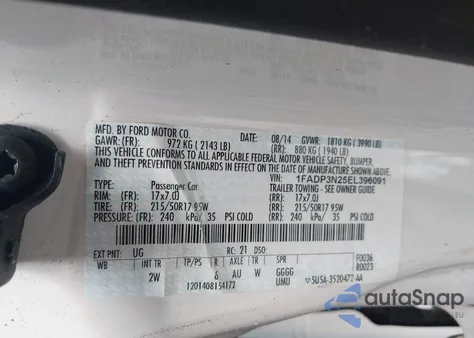 MFD. BY FORD MOTOR CO.
08/14 GVWR: 1810 KG ( 3990 LB)
GAWR: (FR): 972 KG ( 2143 LB) (RR): 880 KG ( 1940 LB)
THIS VEHICLE CONFORMS TO ALL APPLICABLE FEDERAL MOTOR VEHICLE SAFETY, BUMPER,
AND THEFT PREVENTION STANDARDS IN EFFECT ON THE DATE OF MANUFACTURE SHOWN ABOVE.
VIN: 1FADP3N25EL396091
TYPE: Passenger Car TRAILER TOWING - SEE OWNER GUIDE
RIM: (FR): 17x7.0J (RR): 17x7.0J
TIRE: (FR): 215/50R17 95W (RR): 215/50R17 95W
PRESSURE: (FR): 240 kPa/ 35 PSI COLD (RR): 240 kPa/ 35 PSI COLD
EXT PNT: UG RC: 21 DSO: F0036
WB INT TR TP/PS R AXLE TR SPR R0023
2W 6 AU W GGGG
UMU 5U5A-3520472-AA
1201408154172
autoSnap
.EU